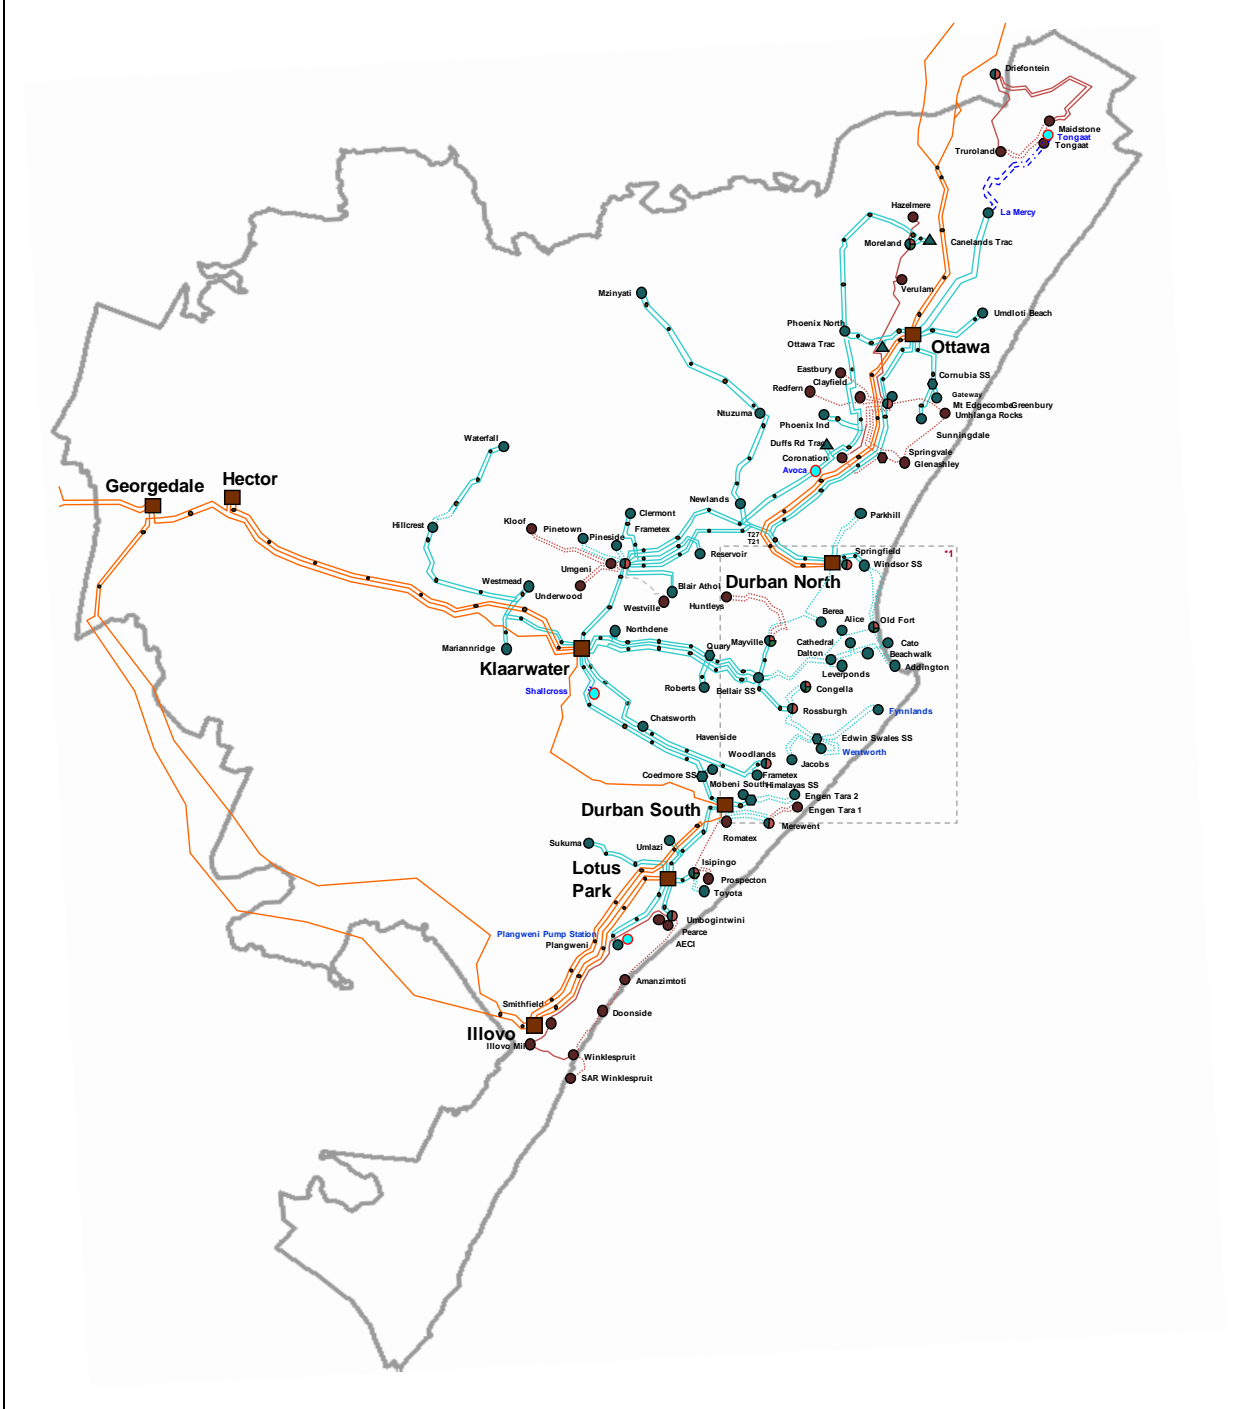 Driefontein
Maidstone
Tongaat
Tongaat
Truroland
Hazelmere
La Mercy
Moreland
Canelands Trac
Verulam
Mzinyati
Umdloti Beach
Phoenix North
Ottawa Trac
Ottawa
Eastbury
Clayfield
Redfern
Cornubia SS
Gateway
Mt EdgecombeGreenbury
Umhlanga Rocks
Ntuzuma
Phoenix Ind
Sunningdale
Waterfall
Duffs Rd Trac
Springvale
Coronation
Glenashley
Avoca
Hector
Georgedale
Newlands
Clermont
Parkhill
Kloof
Pinetown
Frametex
Hillcrest
Pineside
T27
T21
Reservoir
Springfield
*1
Umgeni
Windsor SS
Durban North
Westmead
Underwood
Blair Athol
Westville
Huntleys
Berea
Alice
Old Fort
Northdene
Mayville
Cathedral
Cato
Mariannridge
Quary
Dalton
Beachwalk
Klaarwater
Leverponds
Addington
Shallcross
Roberts
Bellair SS
Congella
Rossburgh
Fynnlands
Chatsworth
Havenside
Edwin Swales SS
Wentworth
Woodlands
Jacobs
Coedmore SS
Frametex
Mobeni South
Himalayas SS
Engen Tara 2
Durban South
Engen Tara 1
Merewent
Romatex
Sukuma
Umlazi
Lotus
Park
Isipingo
Prospecton
Toyota
Umbogintwini
Plangweni Pump Station
Pearce
Plangweni
AECI
Amanzimtoti
Smithfield
Doonside
Illovo
Illovo Mill
Winklespruit
SAR Winklespruit